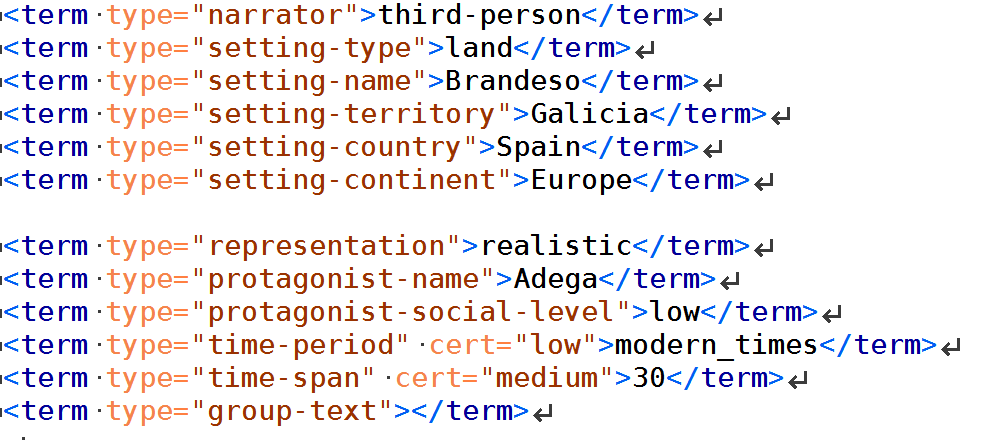 <term type="narrator">third-person</term>
<term type="setting-type">land</term>
<term type="setting-name">Brandeso</term>
<term type="setting-territory">Galicia</term>
<term type="setting-country">Spain</term>
<term type="setting-continent">Europe</term>
<term type="representation">realistic</term>
<term type="protagonist-name">Adega</term>
<term type="protagonist-social-level">low</term>
<term type="time-period" cert="low">modern_times</term>
<term type="time-span" cert="medium">30</term>
<term type="group-text"></term>